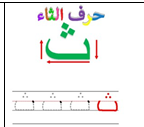 حرف الثاء
ث
ث ث ث ث